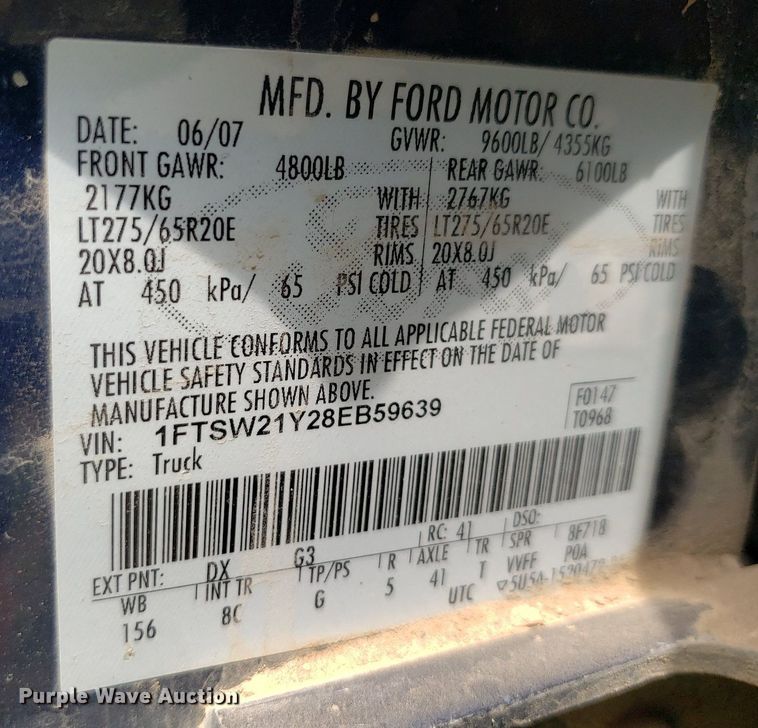 MFD. BY FORD MOTOR CO.
DATE: 06/07 GVWR: 9600LB/ 4355KG
FRONT GAWR: 4800LB REAR GAWR: 6100LB
2177KG WITH 2767KG WITH
LT275/65R20E TIRES LT275/65R20E TIRES
20X8.0J RIMS 20X8.0J RIMS
AT 450 kPa/ 65 PSI COLD AT 450 kPa/ 65 PSI COLD
THIS VEHICLE CONFORMS TO ALL APPLICABLE FEDERAL MOTOR
VEHICLE SAFETY STANDARDS IN EFFECT ON THE DATE OF
MANUFACTURE SHOWN ABOVE.
VIN: 1FTSW21Y28EB59639 F0147
TYPE: Truck T0968
EXT PNT: DX G3 RC: 41 DSO: 8F718
WB INT TR TP/PS R AXLE TR SPR POA
156 8C G 5 41 T VVFF
UTC
Purple Wave Auction